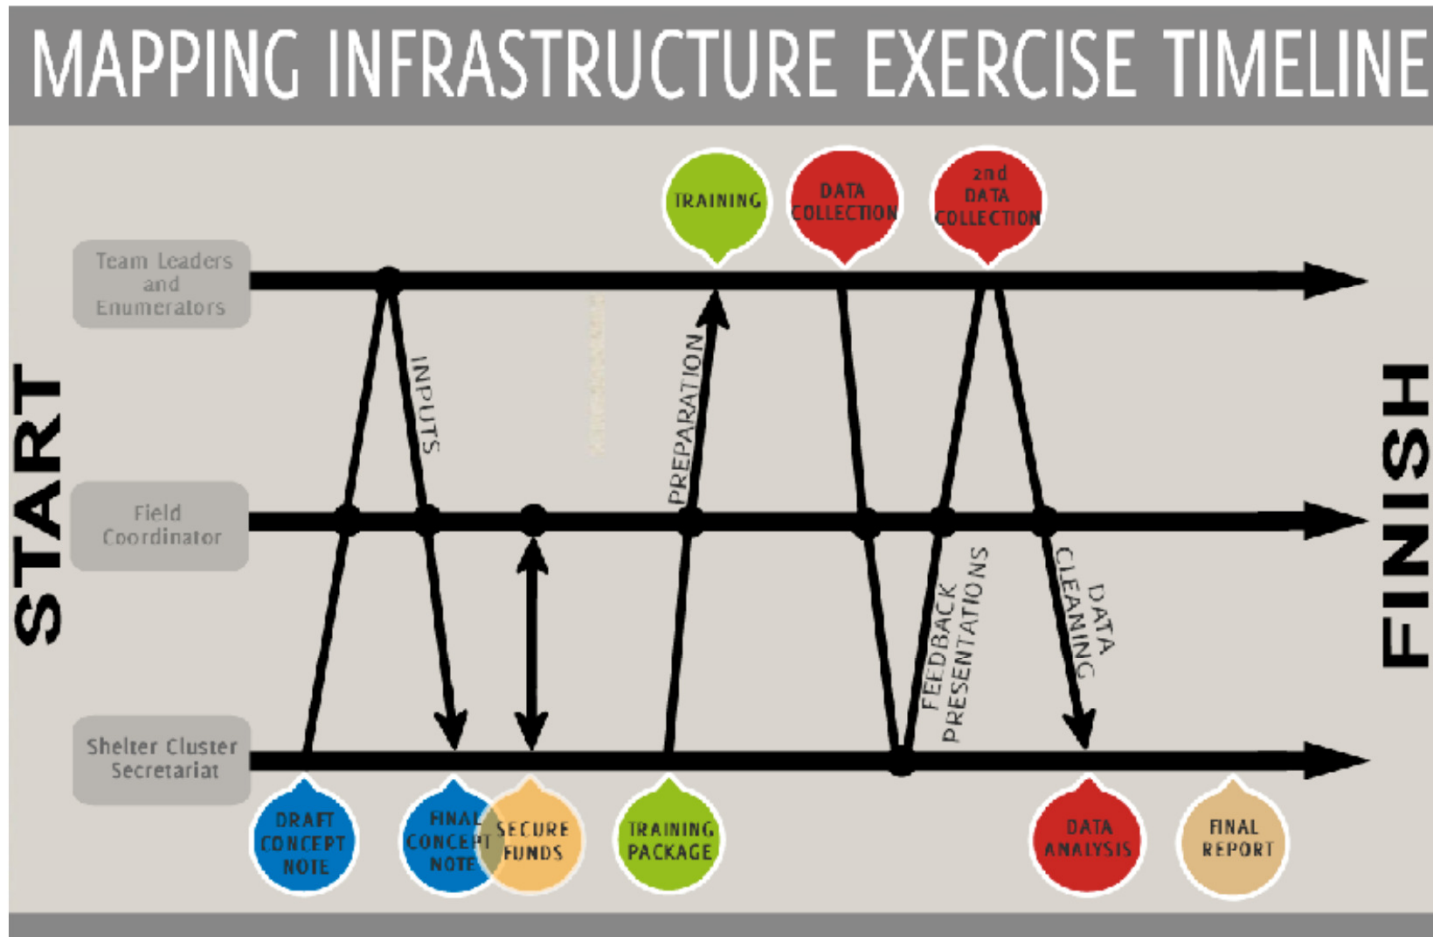 MAPPING INFRASTRUCTURE EXERCISE TIMELINE
TRAINING
DATA
COLLECTION
2nd
DATA
COLLECTION
Team Leaders
and
Enumerators
INPUTS
PREPARATION
START
FINISH
Field
Coordinator
FEEDBACK
PRESENTATIONS
DATA
CLEANING
Shelter Cluster
Secretariat
DRAFT
CONCEPT
NOTE
FINAL
CONCEPT
NOTE
SECURE
FUNDS
TRAINING
PACKAGE
DATA
ANALYSIS
FINAL
REPORT